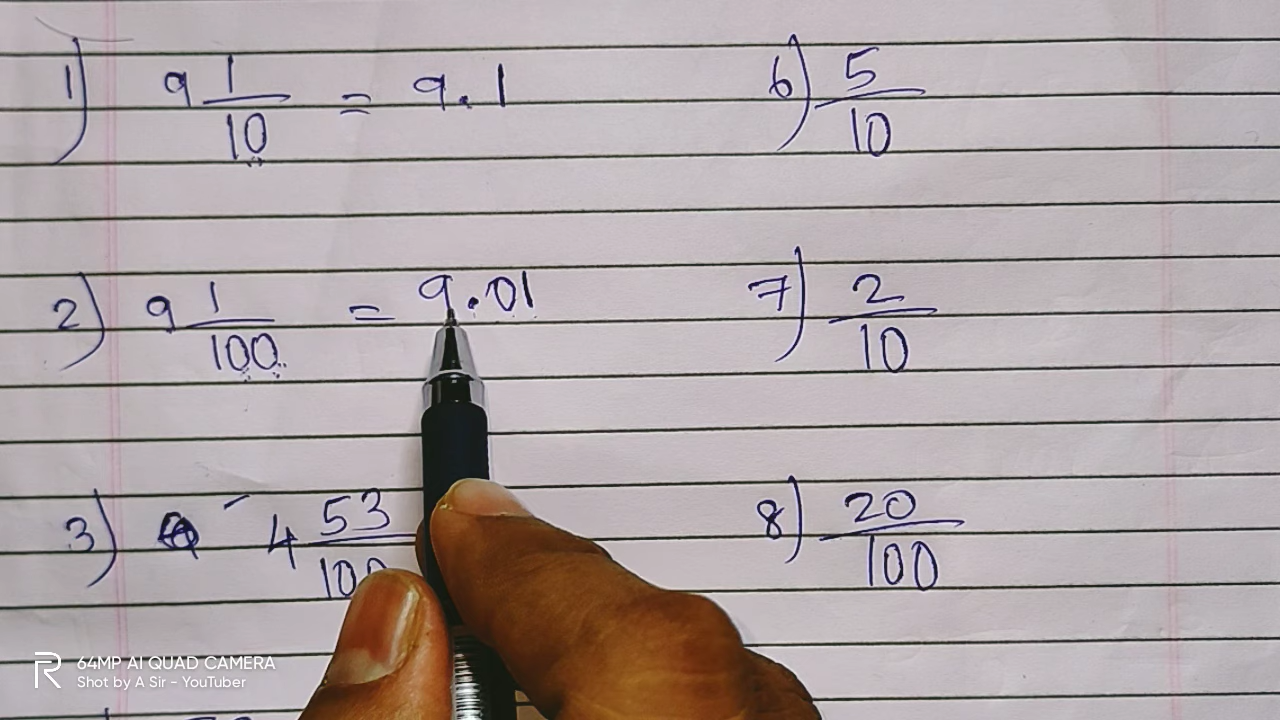 1) 9 1/10 = 9.1
2) 9 1/100 = 9.01
3) 4 53/100
6) 5/10
7) 2/10
8) 20/100
64MP AI QUAD CAMERA
Shot by A Sir - YouTuber